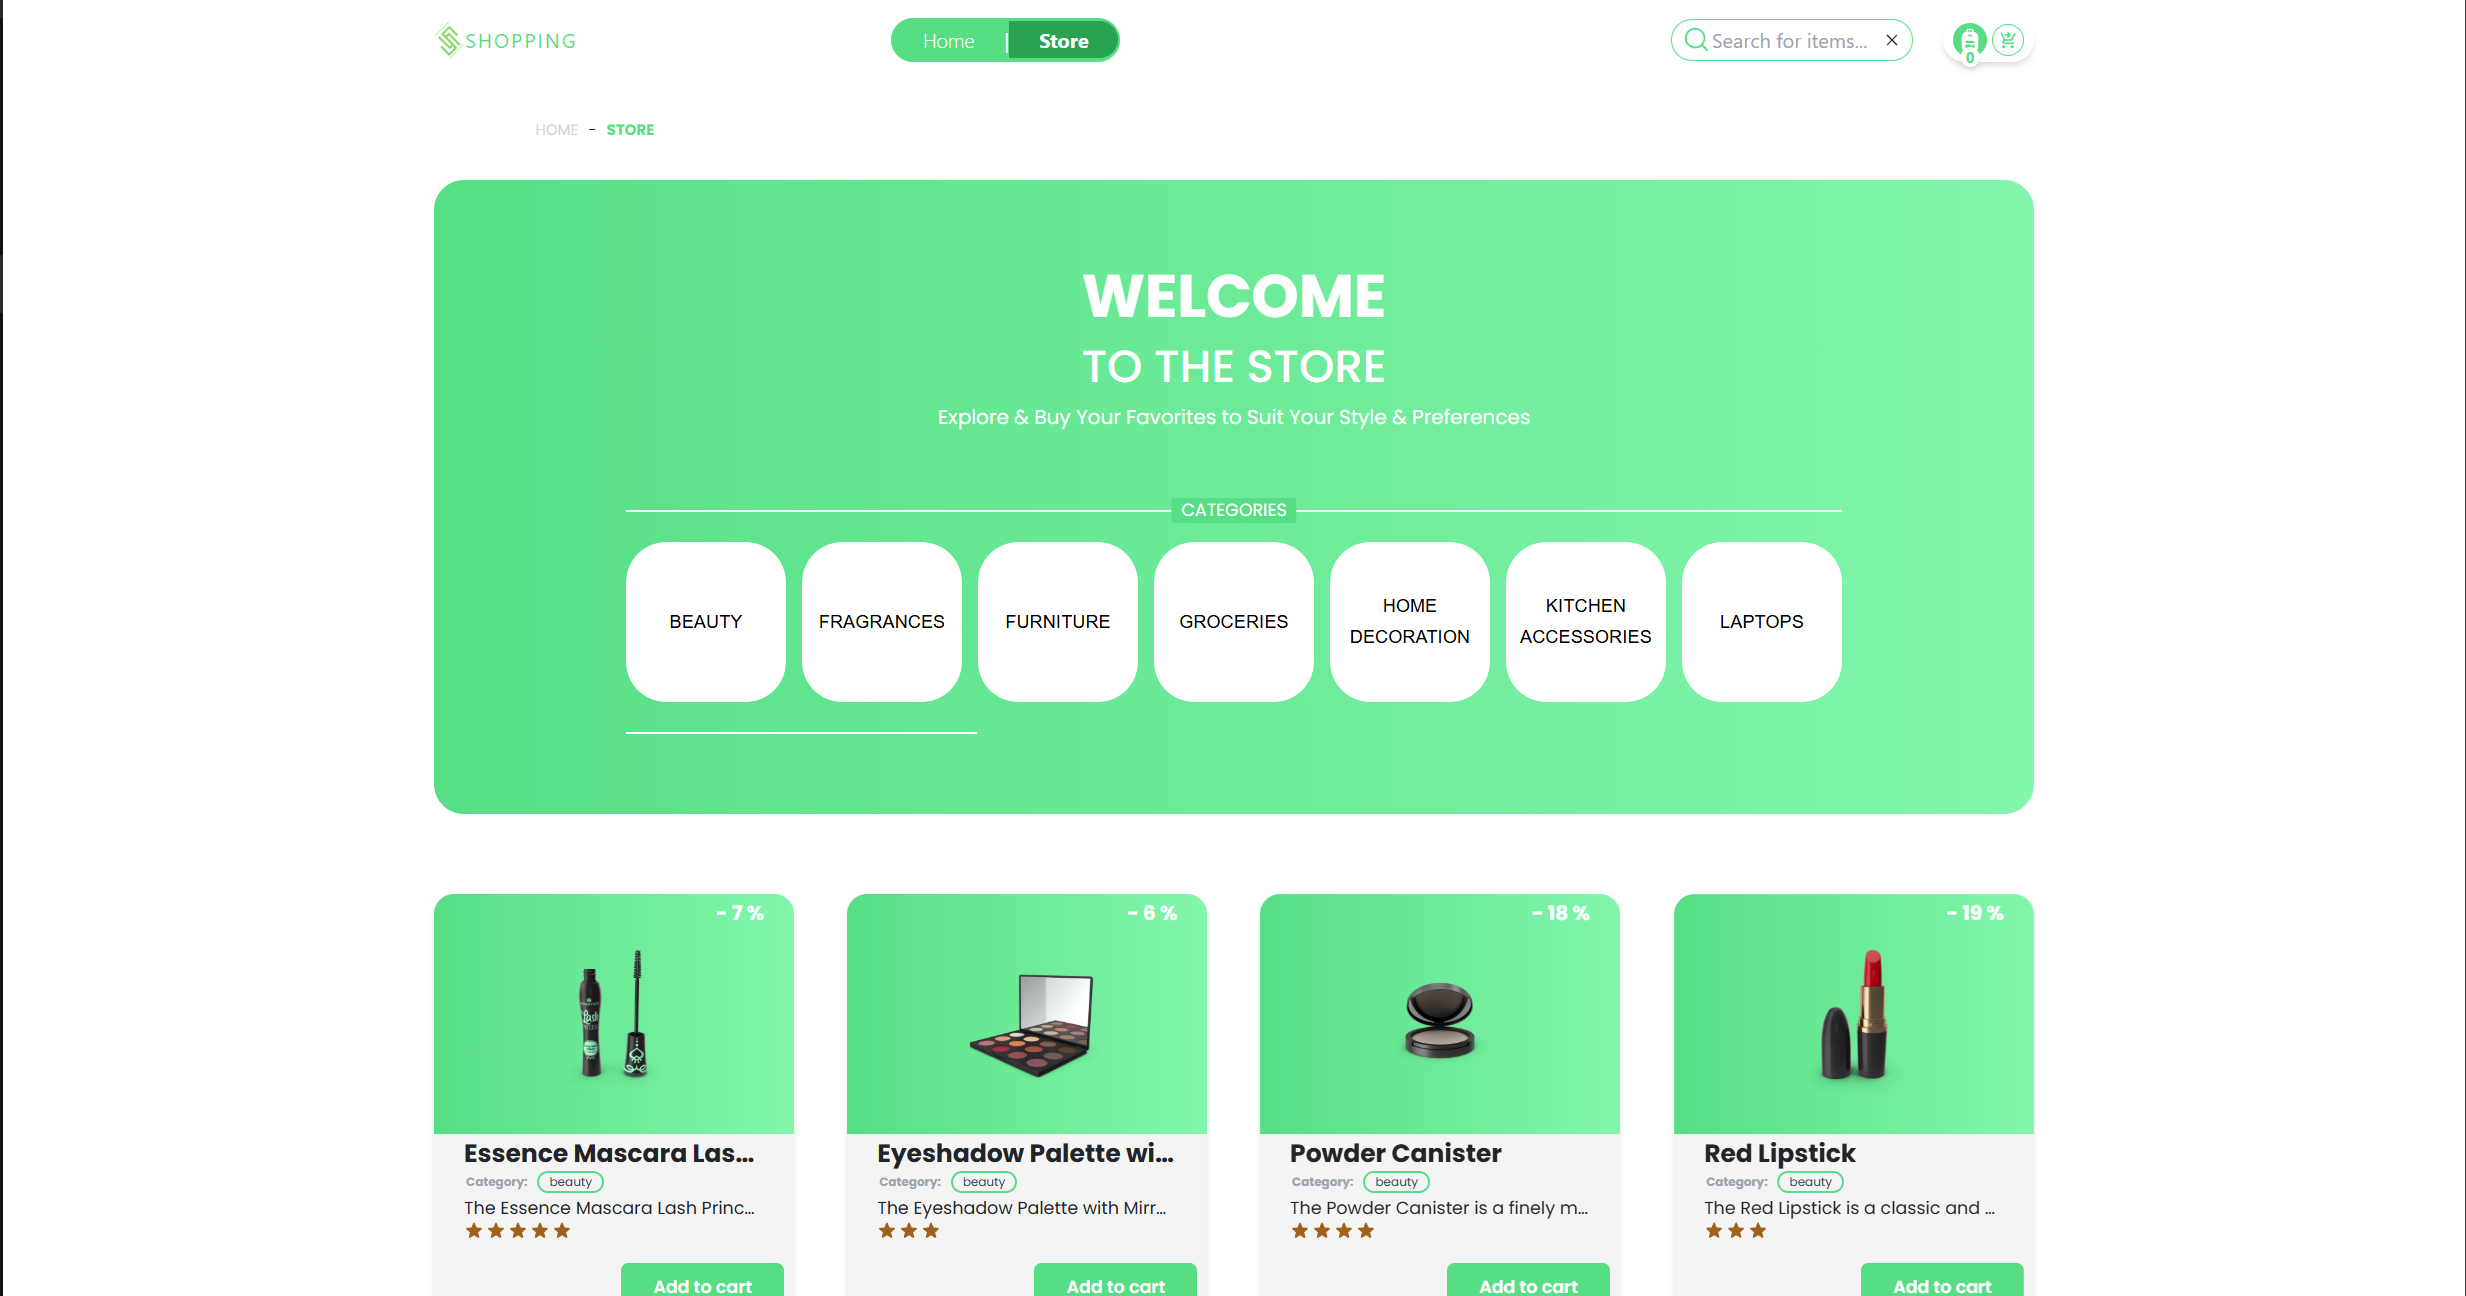 SHOPPING
Home | Store
Search for items...
0
HOME - STORE
WELCOME
TO THE STORE
Explore & Buy Your Favorites to Suit Your Style & Preferences
CATEGORIES
BEAUTY
FRAGRANCES
FURNITURE
GROCERIES
HOME
DECORATION
KITCHEN
ACCESSORIES
LAPTOPS
- 7 %
Lash
Essence Mascara Las...
Category: beauty
The Essence Mascara Lash Princ...
Add to cart
- 6 %
Eyeshadow Palette wi...
Category: beauty
The Eyeshadow Palette with Mirr...
Add to cart
- 18 %
Powder Canister
Category: beauty
The Powder Canister is a finely m...
Add to cart
- 19 %
Red Lipstick
Category: beauty
The Red Lipstick is a classic and ...
Add to cart